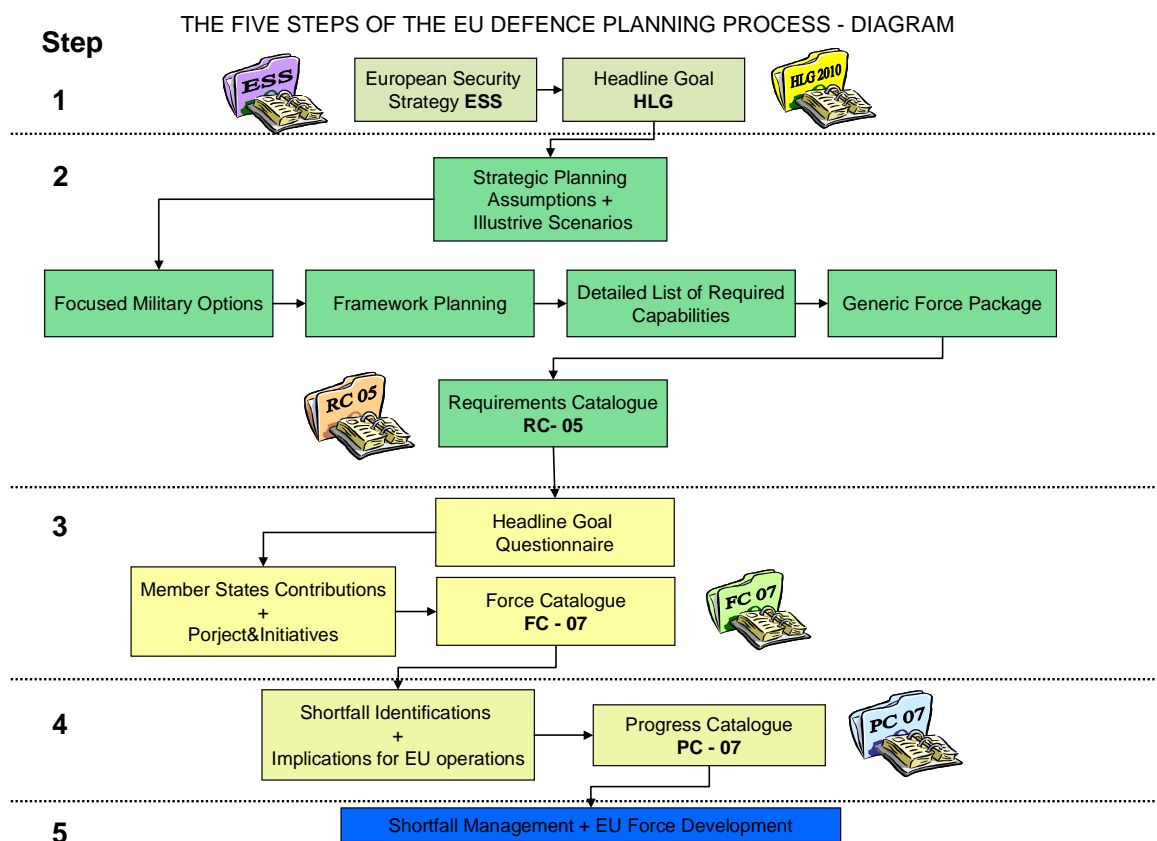 THE FIVE STEPS OF THE EU DEFENCE PLANNING PROCESS - DIAGRAM
Step
1
ESS
European Security
Strategy ESS
Headline Goal
HLG
HLG 2010
2
Strategic Planning
Assumptions +
Illustrive Scenarios
Focused Military Options
Framework Planning
Detailed List of Required
Capabilities
Generic Force Package
RC 05
Requirements Catalogue
RC- 05
3
Headline Goal
Questionnaire
Member States Contributions
+
Porject&Initiatives
Force Catalogue
FC - 07
FC 07
4
Shortfall Identifications
+
Implications for EU operations
Progress Catalogue
PC - 07
PC 07
5
Shortfall Management + EU Force Development